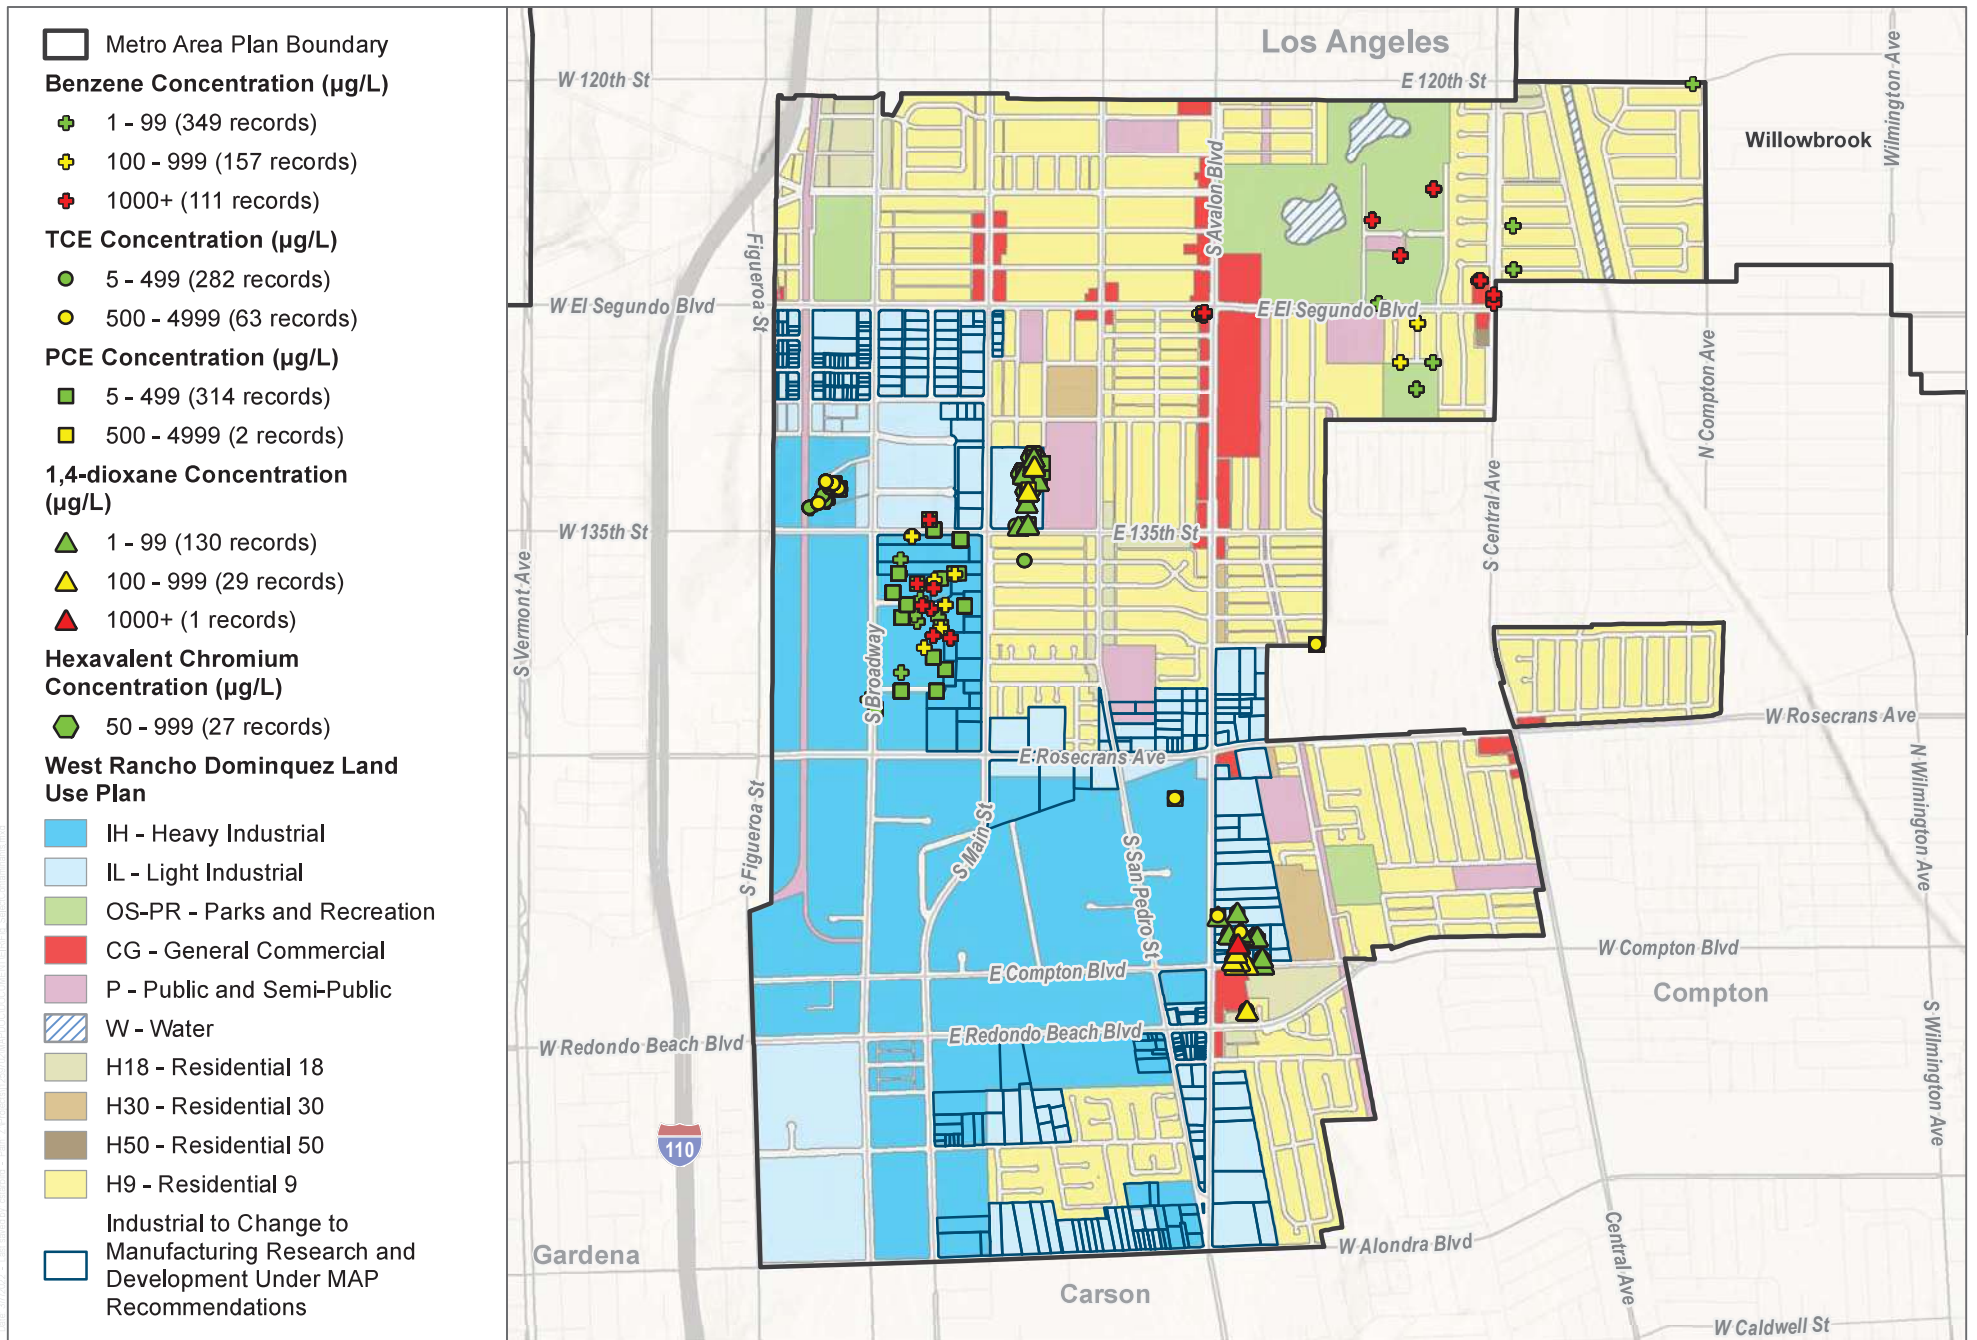 Metro Area Plan Boundary
Benzene Concentration (µg/L)
1 - 99 (349 records)
100 - 999 (157 records)
1000+ (111 records)
TCE Concentration (µg/L)
5 - 499 (282 records)
500 - 4999 (63 records)
PCE Concentration (µg/L)
5 - 499 (314 records)
500 - 4999 (2 records)
1,4-dioxane Concentration
(µg/L)
1 - 99 (130 records)
100 - 999 (29 records)
1000+ (1 records)
Hexavalent Chromium
Concentration (µg/L)
50 - 999 (27 records)
West Rancho Dominquez Land
Use Plan
IH - Heavy Industrial
IL - Light Industrial
OS-PR - Parks and Recreation
CG - General Commercial
P - Public and Semi-Public
W - Water
H18 - Residential 18
H30 - Residential 30
H50 - Residential 50
H9 - Residential 9
Industrial to Change to
Manufacturing Research and
Development Under MAP
Recommendations
Los Angeles
W 120th St
E 120th St
Willowbrook
Wilmington Ave
S Avalon Blvd
Figueroa St
W El Segundo Blvd
E El Segundo Blvd
N Compton Ave
W 135th St
E 135th St
S Central Ave
S Vermont Ave
S Broadway
W Rosecrans Ave
E Rosecrans Ave
N Wilmington Ave
S Figueroa St
S Main St
S San Pedro St
W Compton Blvd
E Compton Blvd
Compton
E Redondo Beach Blvd
W Redondo Beach Blvd
S Wilmington Ave
110
Central Ave
W Alondra Blvd
Gardena
Carson
W Caldwell St